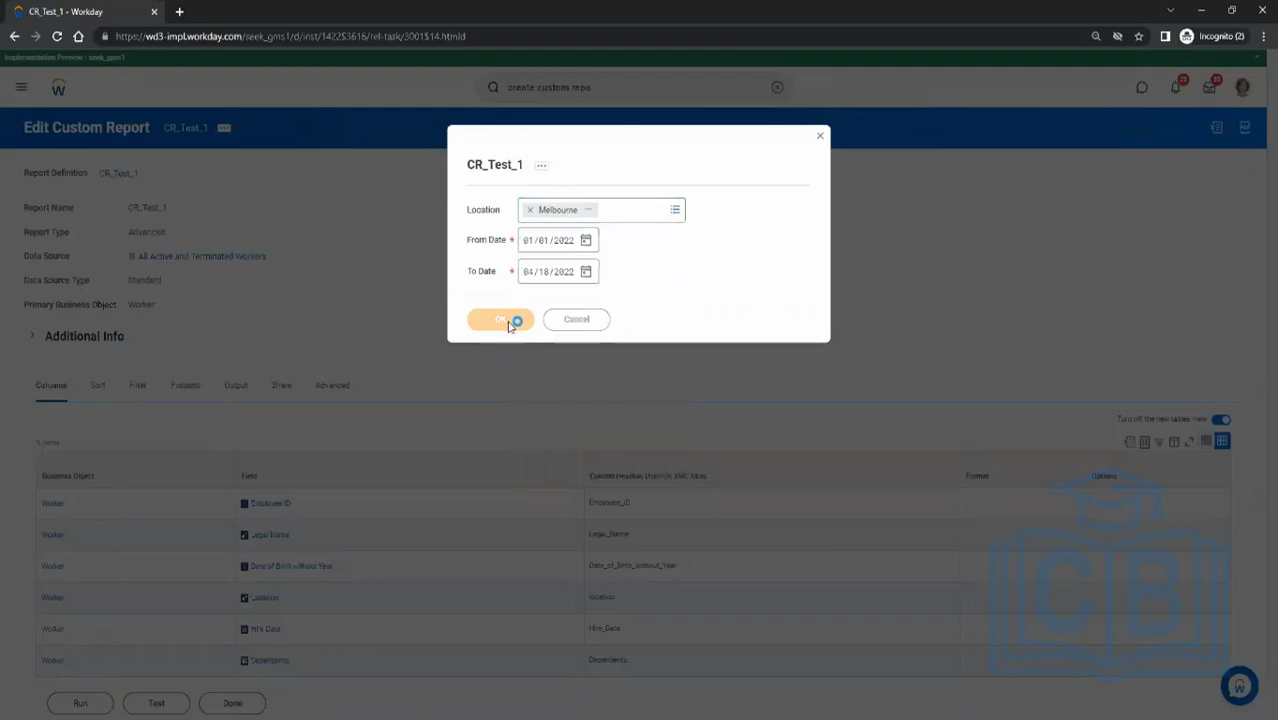 CR_Test_1 - Workday
https://wd3-impl.workday.com/seek_gms1/d/inst/1422$3616/rel-task/3001$14.htmld
Incognito (2)
Implementation Preview - seek_gms1
create custom repo
Edit Custom Report CR_Test_1
Report Definition CR_Test_1
Report Name CR_Test_1
Report Type Advanced
Data Source All Active and Terminated Workers
Data Source Type Standard
Primary Business Object Worker
Additional Info
CR_Test_1
Location Melbourne
From Date * 01/01/2022
To Date * 04/18/2022
OK Cancel
Columns Sort Filter Prompts Output Share Advanced
Turn off the new tables view
9 items
Business Object Field Format Options
Worker Employee ID Employee_ID
Worker Legal Name Legal_Name
Worker Date of Birth without Year Date_of_Birth_without_Year
Worker Location location
Worker Hire Date Hire_Date
Worker Dependents Dependents
Run Test Done
CB